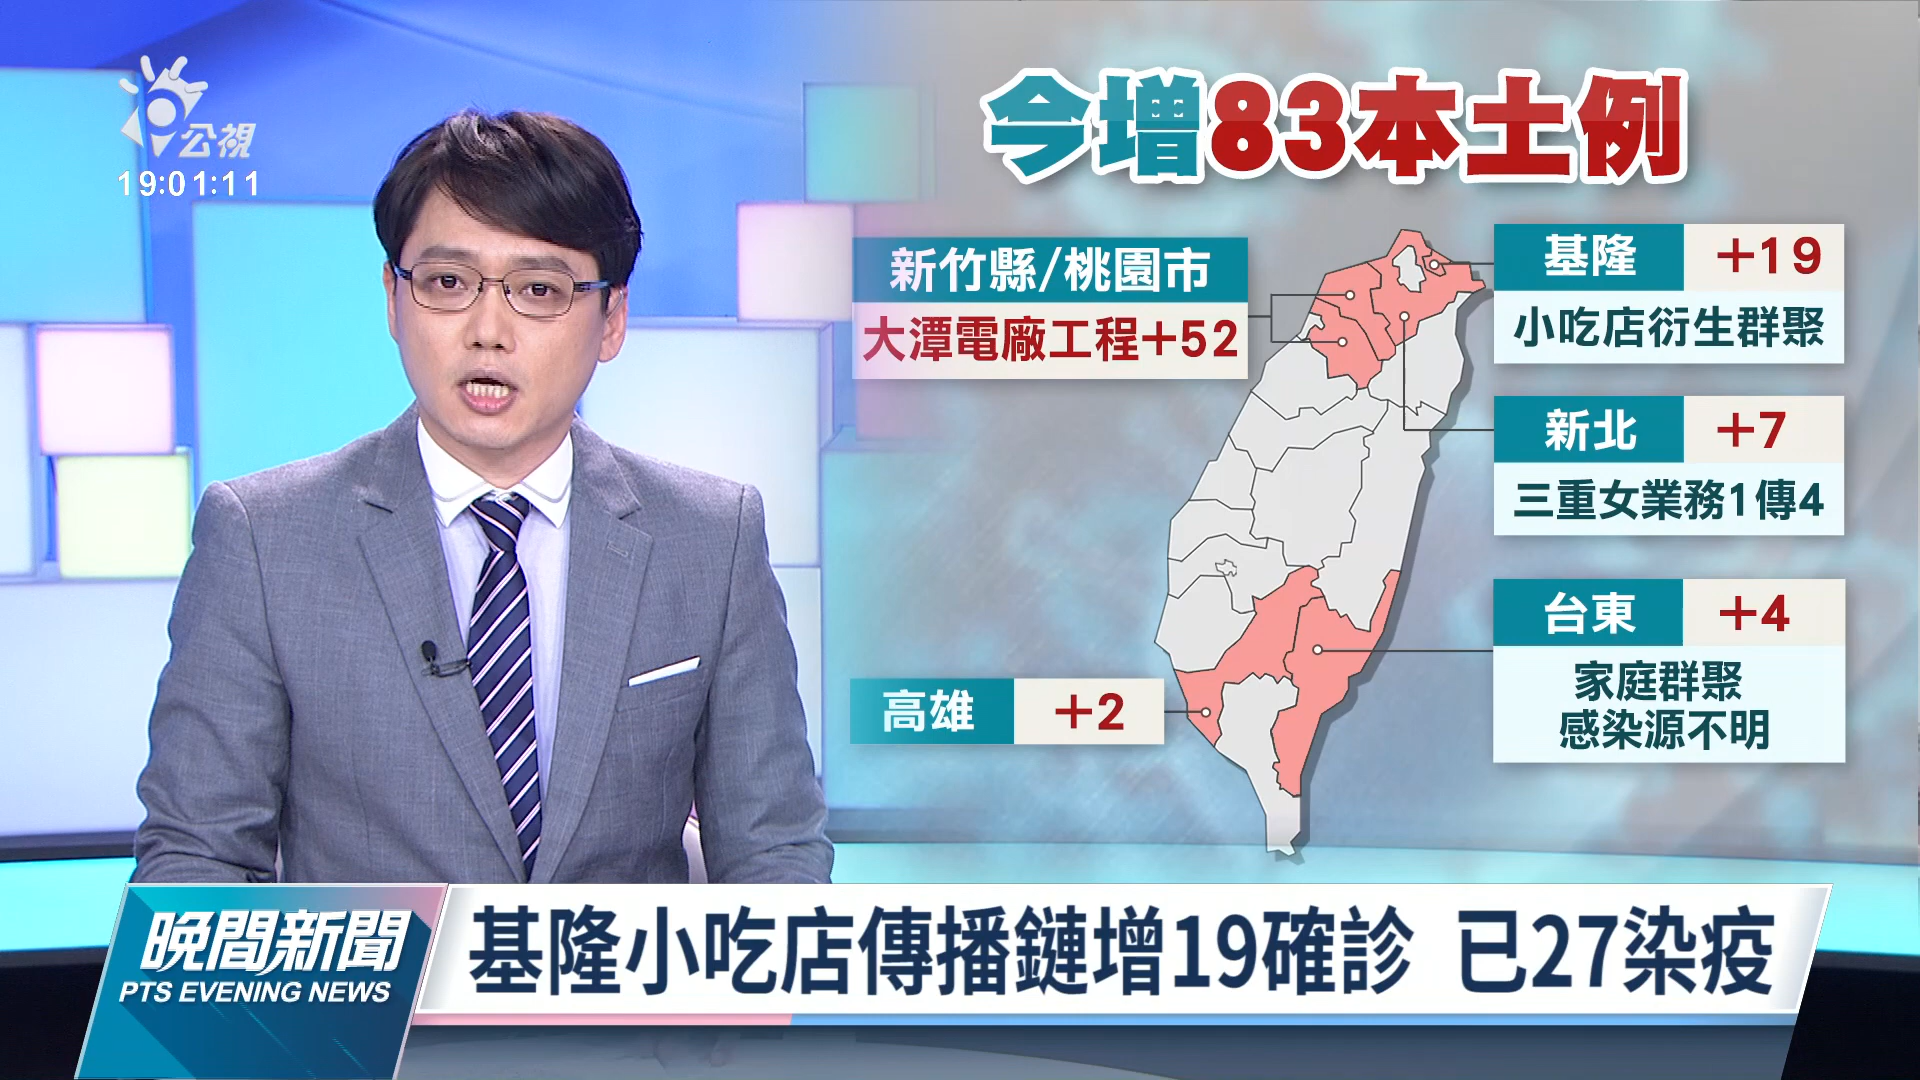 公視
19:01:11
今增83本土例
新竹縣/桃園市
大潭電廠工程+52
基隆 +19
小吃店衍生群聚
新北 +7
三重女業務1傳4
台東 +4
家庭群聚
感染源不明
高雄 +2
晚間新聞
PTS EVENING NEWS
基隆小吃店傳播鏈增19確診 已27染疫